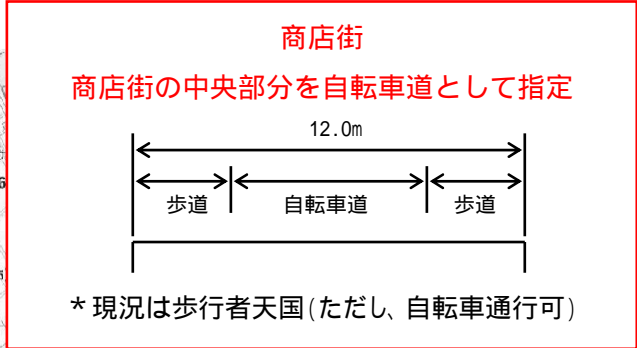 商店街
商店街の中央部分を自転車道として指定
12.0m
歩道 自転車道 歩道
*現況は歩行者天国(ただし、自転車通行可)